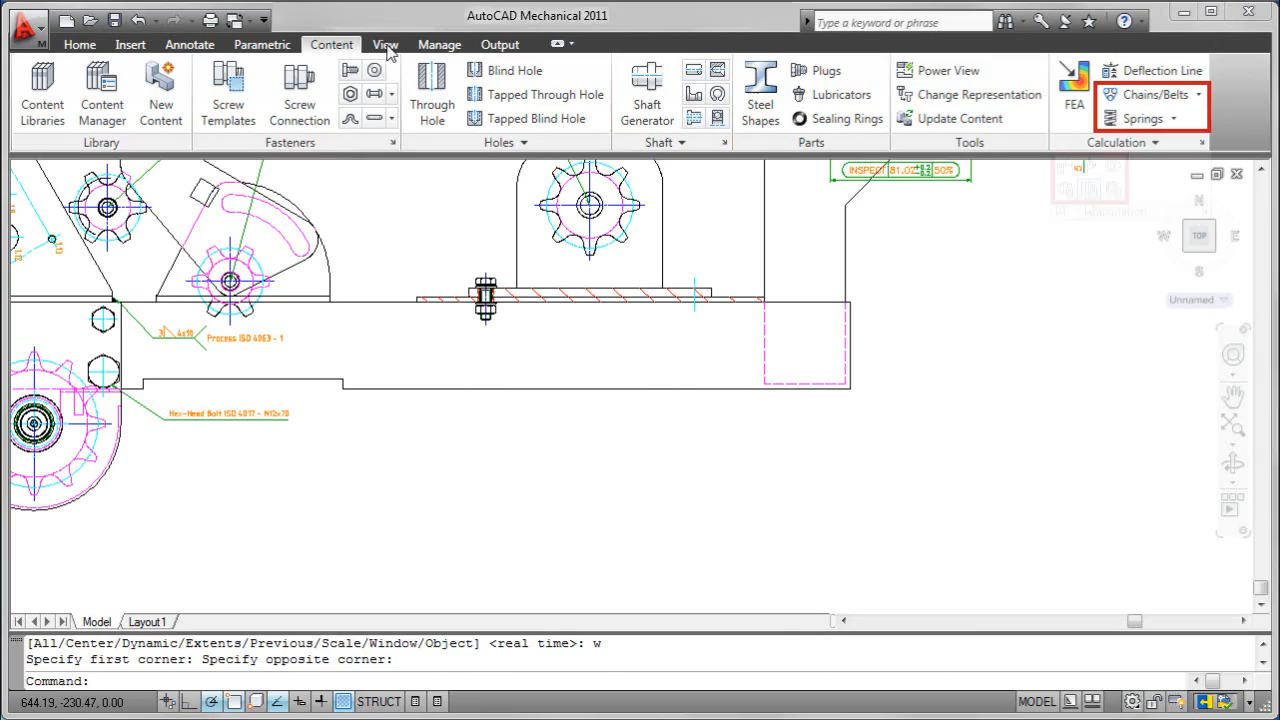 AutoCAD Mechanical 2011
Type a keyword or phrase
M
Home Insert Annotate Parametric Content View Manage Output
Content Libraries
Content Manager
New Content
Library
Screw Templates
Screw Connection
Fasteners
Through Hole
Blind Hole
Tapped Through Hole
Tapped Blind Hole
Holes
Shaft Generator
Shaft
Steel Shapes
Plugs
Lubricators
Sealing Rings
Parts
Power View
Change Representation
Update Content
Tools
FEA
Deflection Line
Chains/Belts
Springs
Calculation
INSPECT 50%
N
W TOP E
S
Unnamed
Process ISO 4063 - 1
Hex-Head Bolt ISO 4017 - M12x70
Model Layout1
[All/Center/Dynamic/Extents/Previous/Scale/Window/Object] <real time>: w
Specify first corner: Specify opposite corner:
Command:
644.19, -230.47, 0.00 STRUCT MODEL